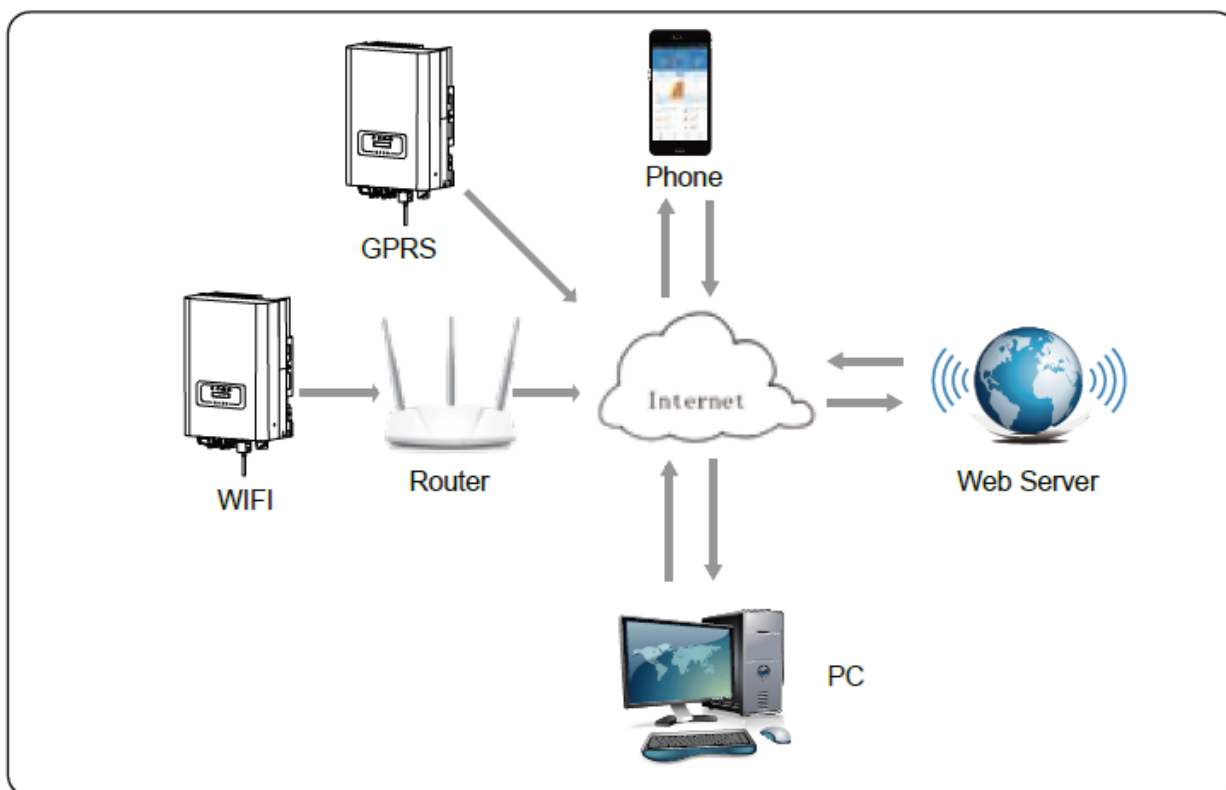 Phone
GPRS
Internet
Router
WIFI
Web Server
PC